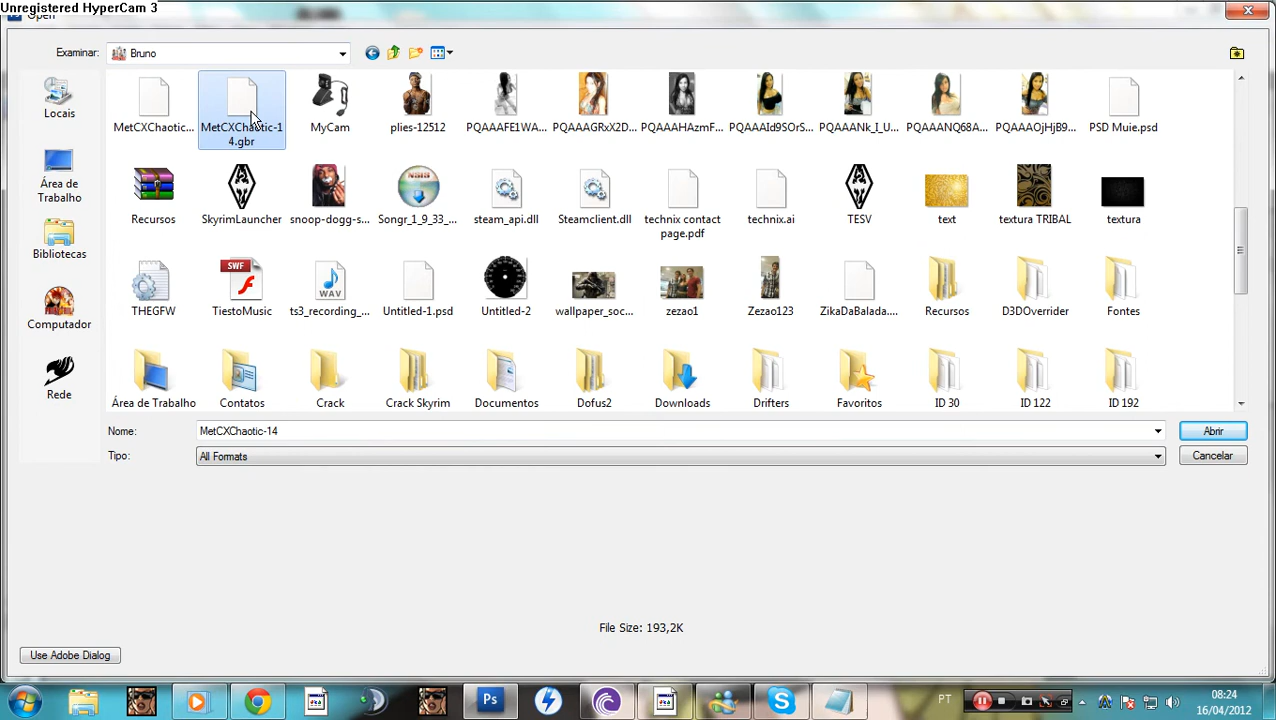 Unregistered HyperCam 3
Open
Examinar:
Bruno
Locais
Área de
Trabalho
Bibliotecas
Computador
Rede
MetCXChaotic...
MetCXChaotic-1
4.gbr
MyCam
plies-12512
PQAAAFE1WA...
PQAAAGRxX2D...
PQAAAHAzmF...
PQAAAId9SOrS...
PQAAANk_I_U...
PQAAANQ68A...
PQAAAOjHjB9...
PSD Muie.psd
Recursos
SkyrimLauncher
snoop-dogg-s...
Songr_1_9_33_...
steam_api.dll
Steamclient.dll
technix contact
page.pdf
technix.ai
TESV
text
textura TRIBAL
textura
THEGFW
SWF
TiestoMusic
WAV
ts3_recording_...
Untitled-1.psd
Untitled-2
wallpaper_soc...
zezao1
Zezao123
ZikaDaBalada....
Recursos
D3DOverrider
Fontes
Área de Trabalho
Contatos
Crack
Crack Skyrim
Documentos
Dofus2
Downloads
Drifters
Favoritos
ID 30
ID 122
ID 192
Nome:
MetCXChaotic-14
Abrir
Tipo:
All Formats
Cancelar
File Size: 193,2K
Use Adobe Dialog
Ps
PT
08:24
16/04/2012